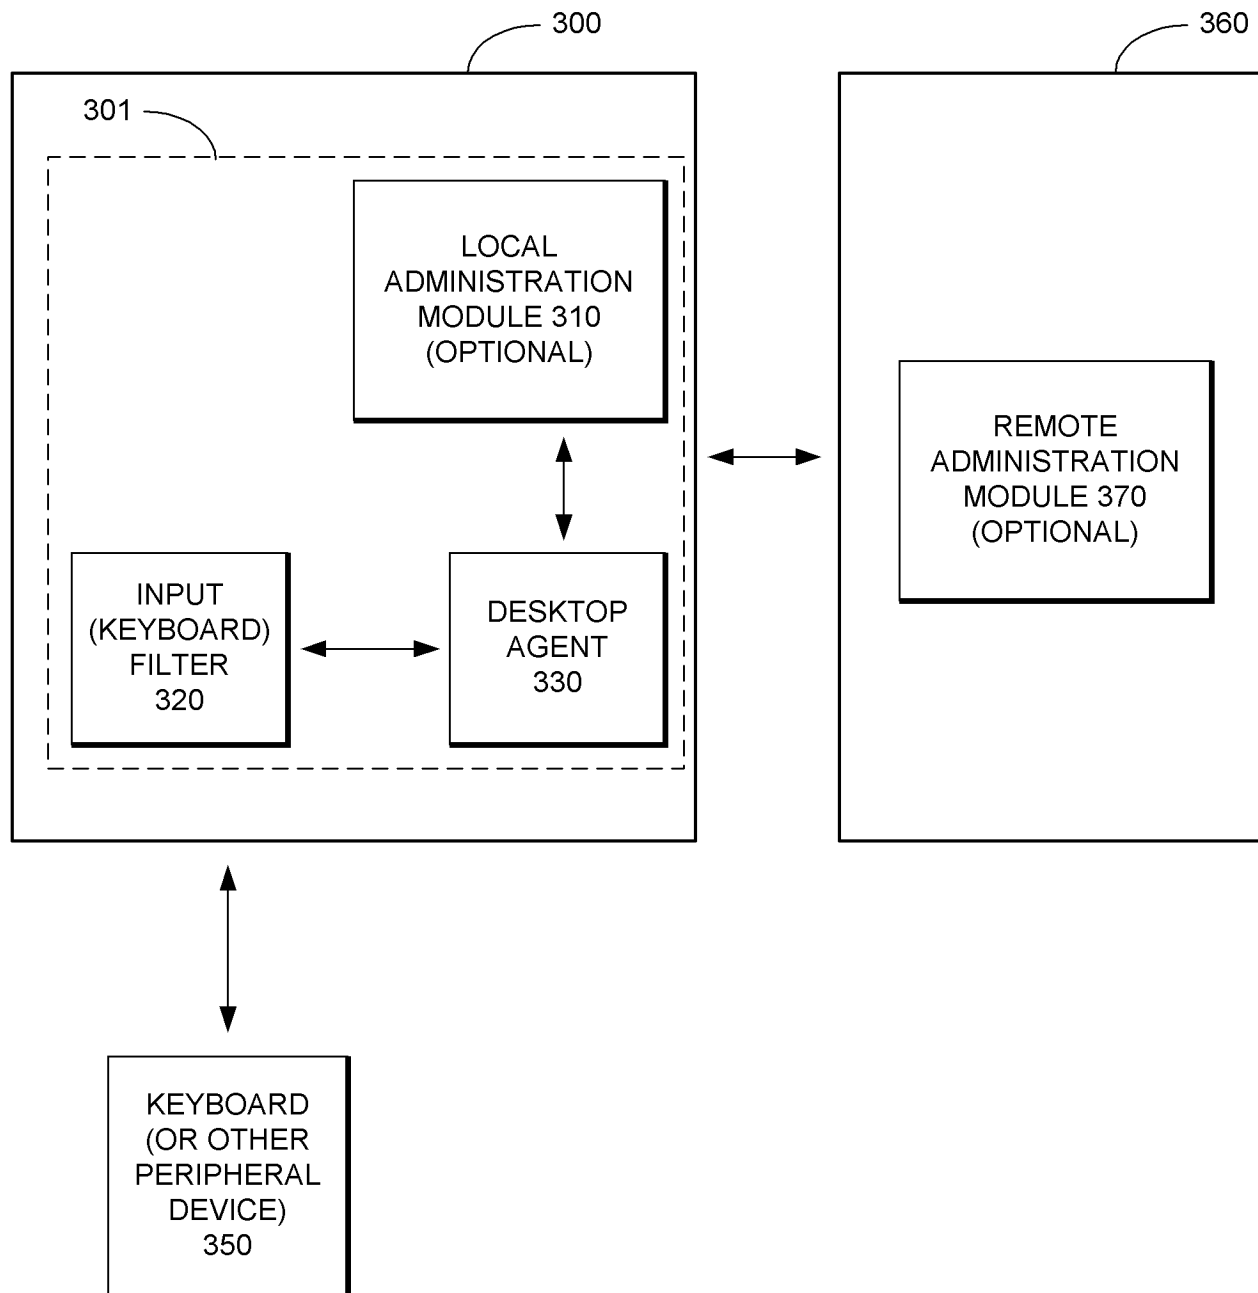 300
360
301
LOCAL
ADMINISTRATION
MODULE 310
(OPTIONAL)
REMOTE
ADMINISTRATION
MODULE 370
(OPTIONAL)
INPUT
(KEYBOARD)
FILTER
320
DESKTOP
AGENT
330
KEYBOARD
(OR OTHER
PERIPHERAL
DEVICE)
350